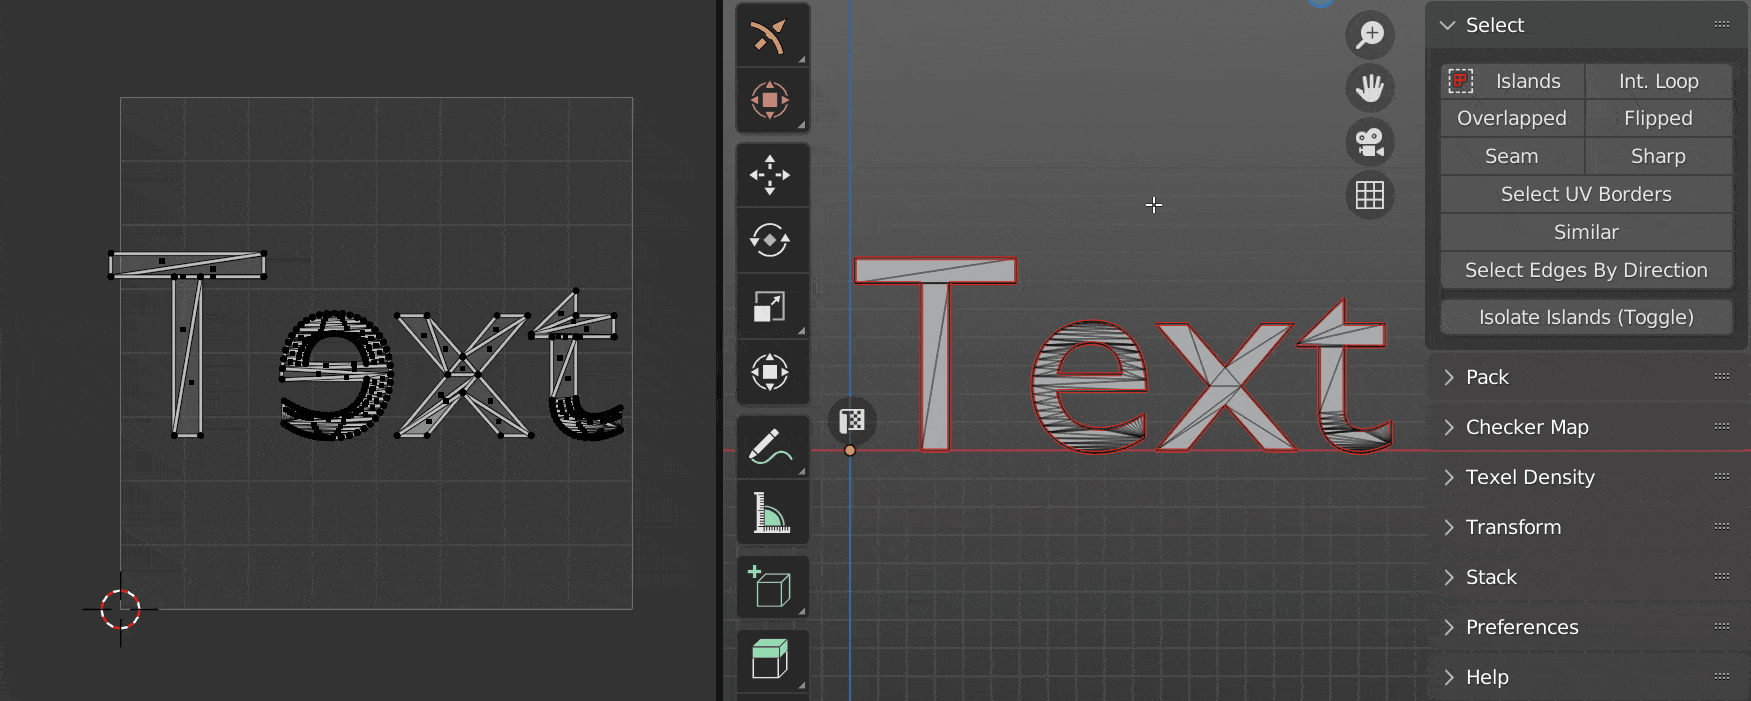 Text
Text
Select
Islands
Int. Loop
Overlapped
Flipped
Seam
Sharp
Select UV Borders
Similar
Select Edges By Direction
Isolate Islands (Toggle)
Pack
Checker Map
Texel Density
Transform
Stack
Preferences
Help